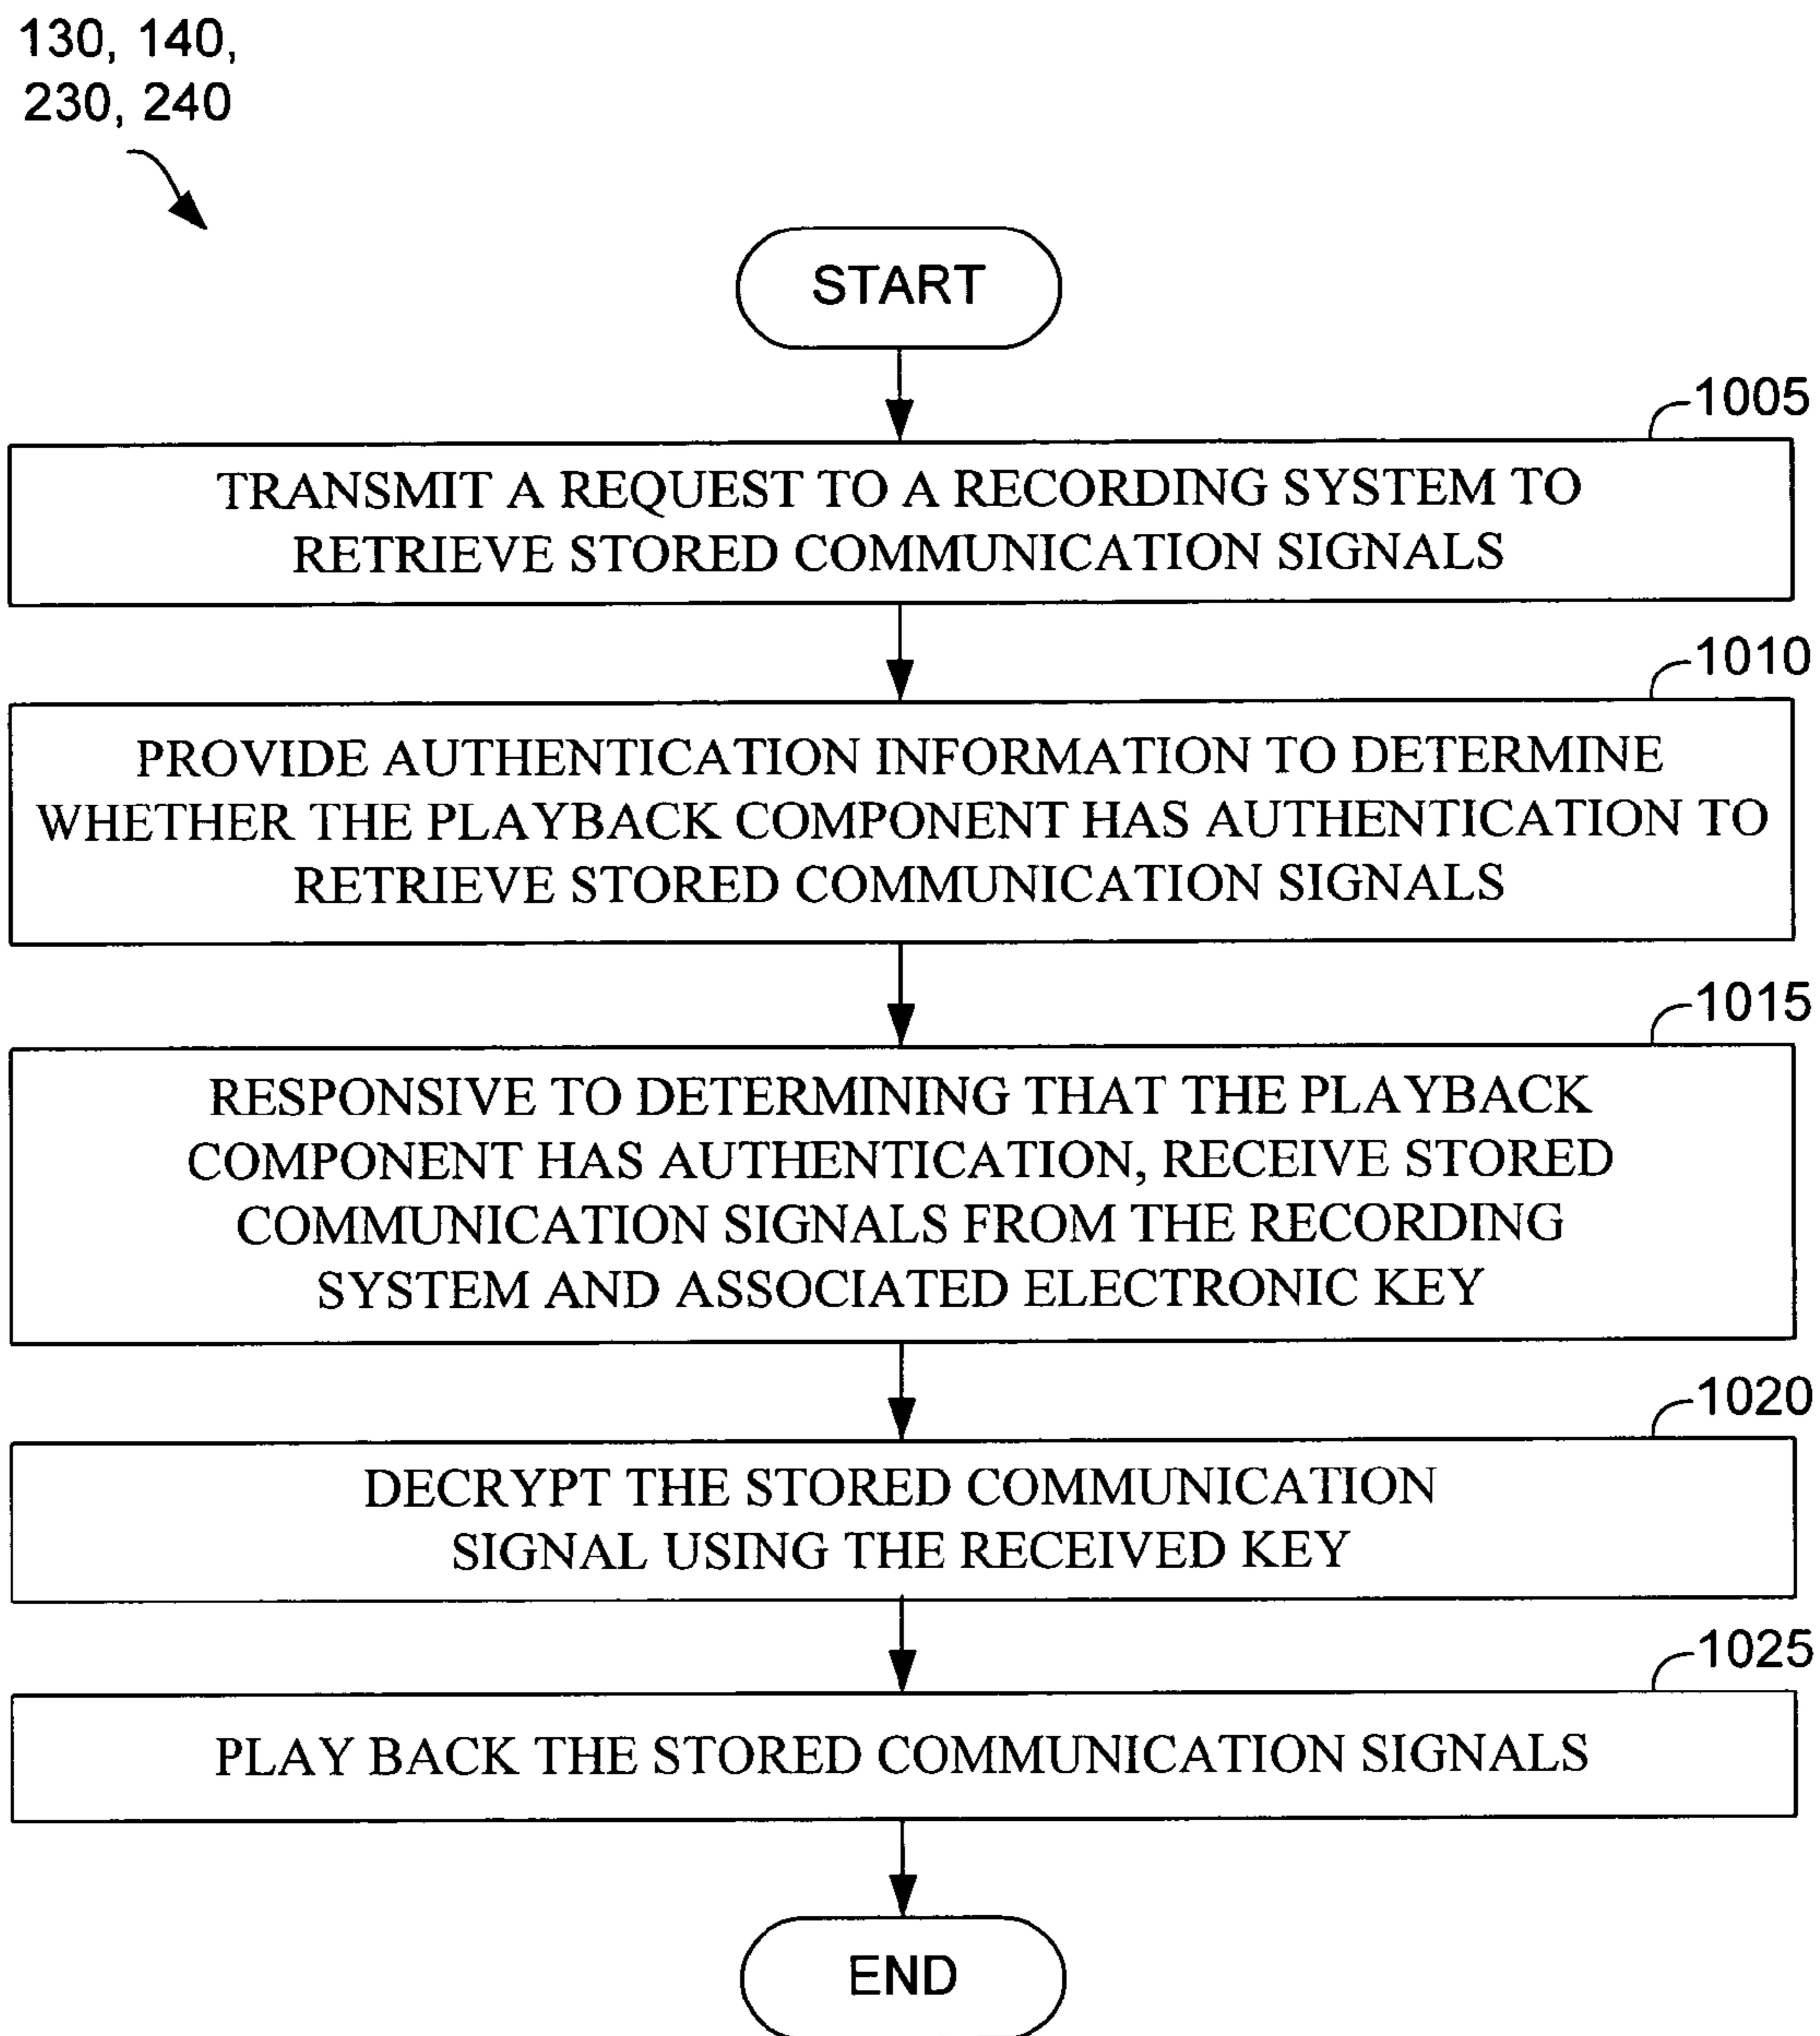 130, 140,
230, 240
START
1005
TRANSMIT A REQUEST TO A RECORDING SYSTEM TO
RETRIEVE STORED COMMUNICATION SIGNALS
1010
PROVIDE AUTHENTICATION INFORMATION TO DETERMINE
WHETHER THE PLAYBACK COMPONENT HAS AUTHENTICATION TO
RETRIEVE STORED COMMUNICATION SIGNALS
1015
RESPONSIVE TO DETERMINING THAT THE PLAYBACK
COMPONENT HAS AUTHENTICATION, RECEIVE STORED
COMMUNICATION SIGNALS FROM THE RECORDING
SYSTEM AND ASSOCIATED ELECTRONIC KEY
1020
DECRYPT THE STORED COMMUNICATION
SIGNAL USING THE RECEIVED KEY
1025
PLAY BACK THE STORED COMMUNICATION SIGNALS
END